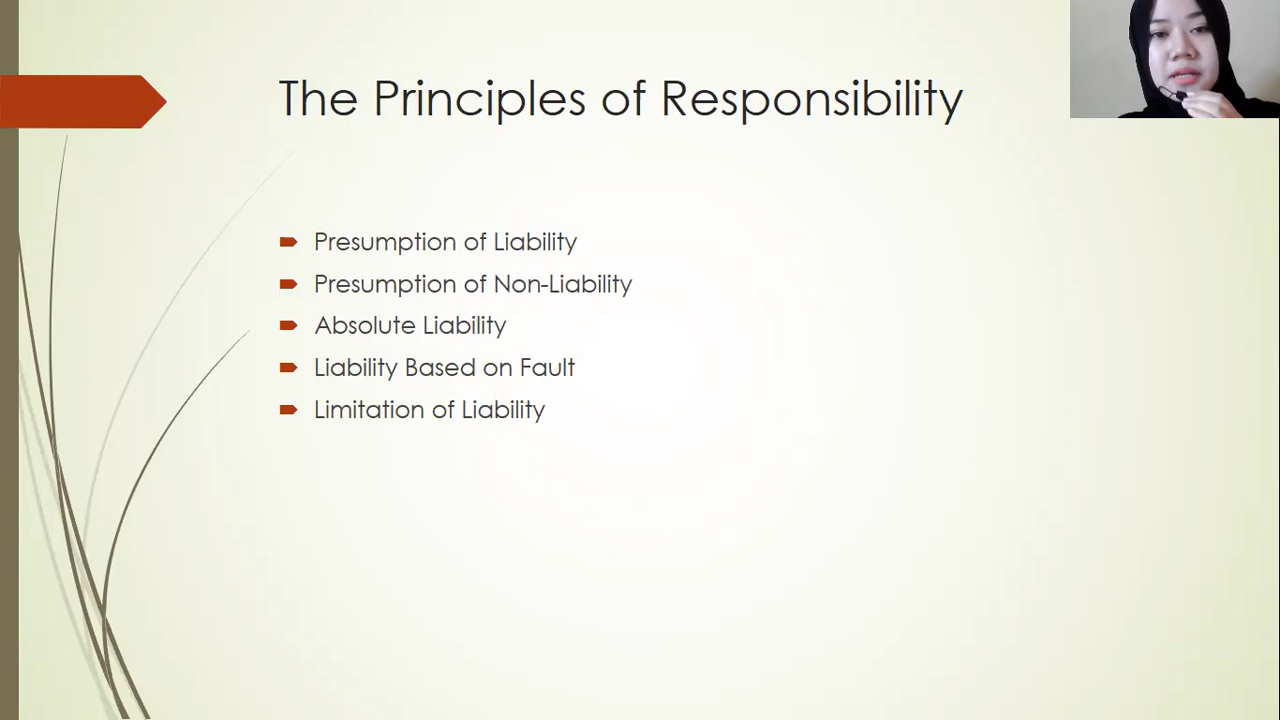 The Principles of Responsibility
Presumption of Liability
Presumption of Non-Liability
Absolute Liability
Liability Based on Fault
Limitation of Liability